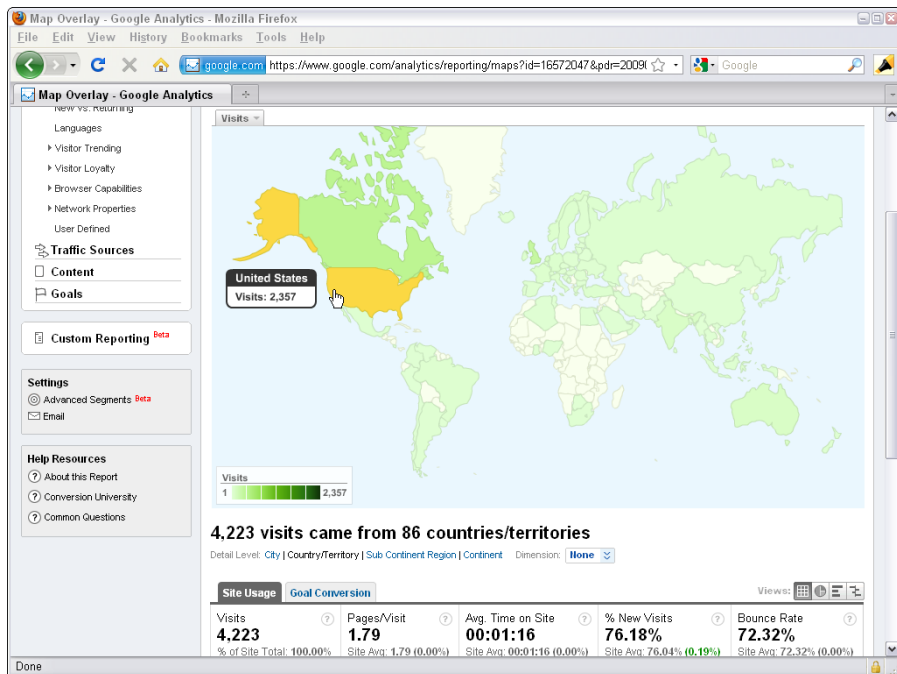 Map Overlay - Google Analytics - Mozilla Firefox
File Edit View History Bookmarks Tools Help
google.com https://www.google.com/analytics/reporting/maps?id=16572047&pdr=2009( Google
Map Overlay - Google Analytics
New vs. Returning
Languages
Visitor Trending
Visitor Loyalty
Browser Capabilities
Network Properties
User Defined
Traffic Sources
Content
Goals
Custom Reporting Beta
Settings
Advanced Segments Beta
Email
Help Resources
? About this Report
? Conversion University
? Common Questions
Visits
United States
Visits: 2,357
Visits
1 2,357
4,223 visits came from 86 countries/territories
Detail Level: City | Country/Territory | Sub Continent Region | Continent Dimension: None
Site Usage Goal Conversion Views:
Visits ? Pages/Visit ? Avg. Time on Site ? % New Visits ? Bounce Rate ?
4,223 1.79 00:01:16 76.18% 72.32%
% of Site Total: 100.00% Site Avg: 1.79 (0.00%) Site Avg: 00:01:16 (0.00%) Site Avg: 76.04% (0.19%) Site Avg: 72.32% (0.00%)
Done